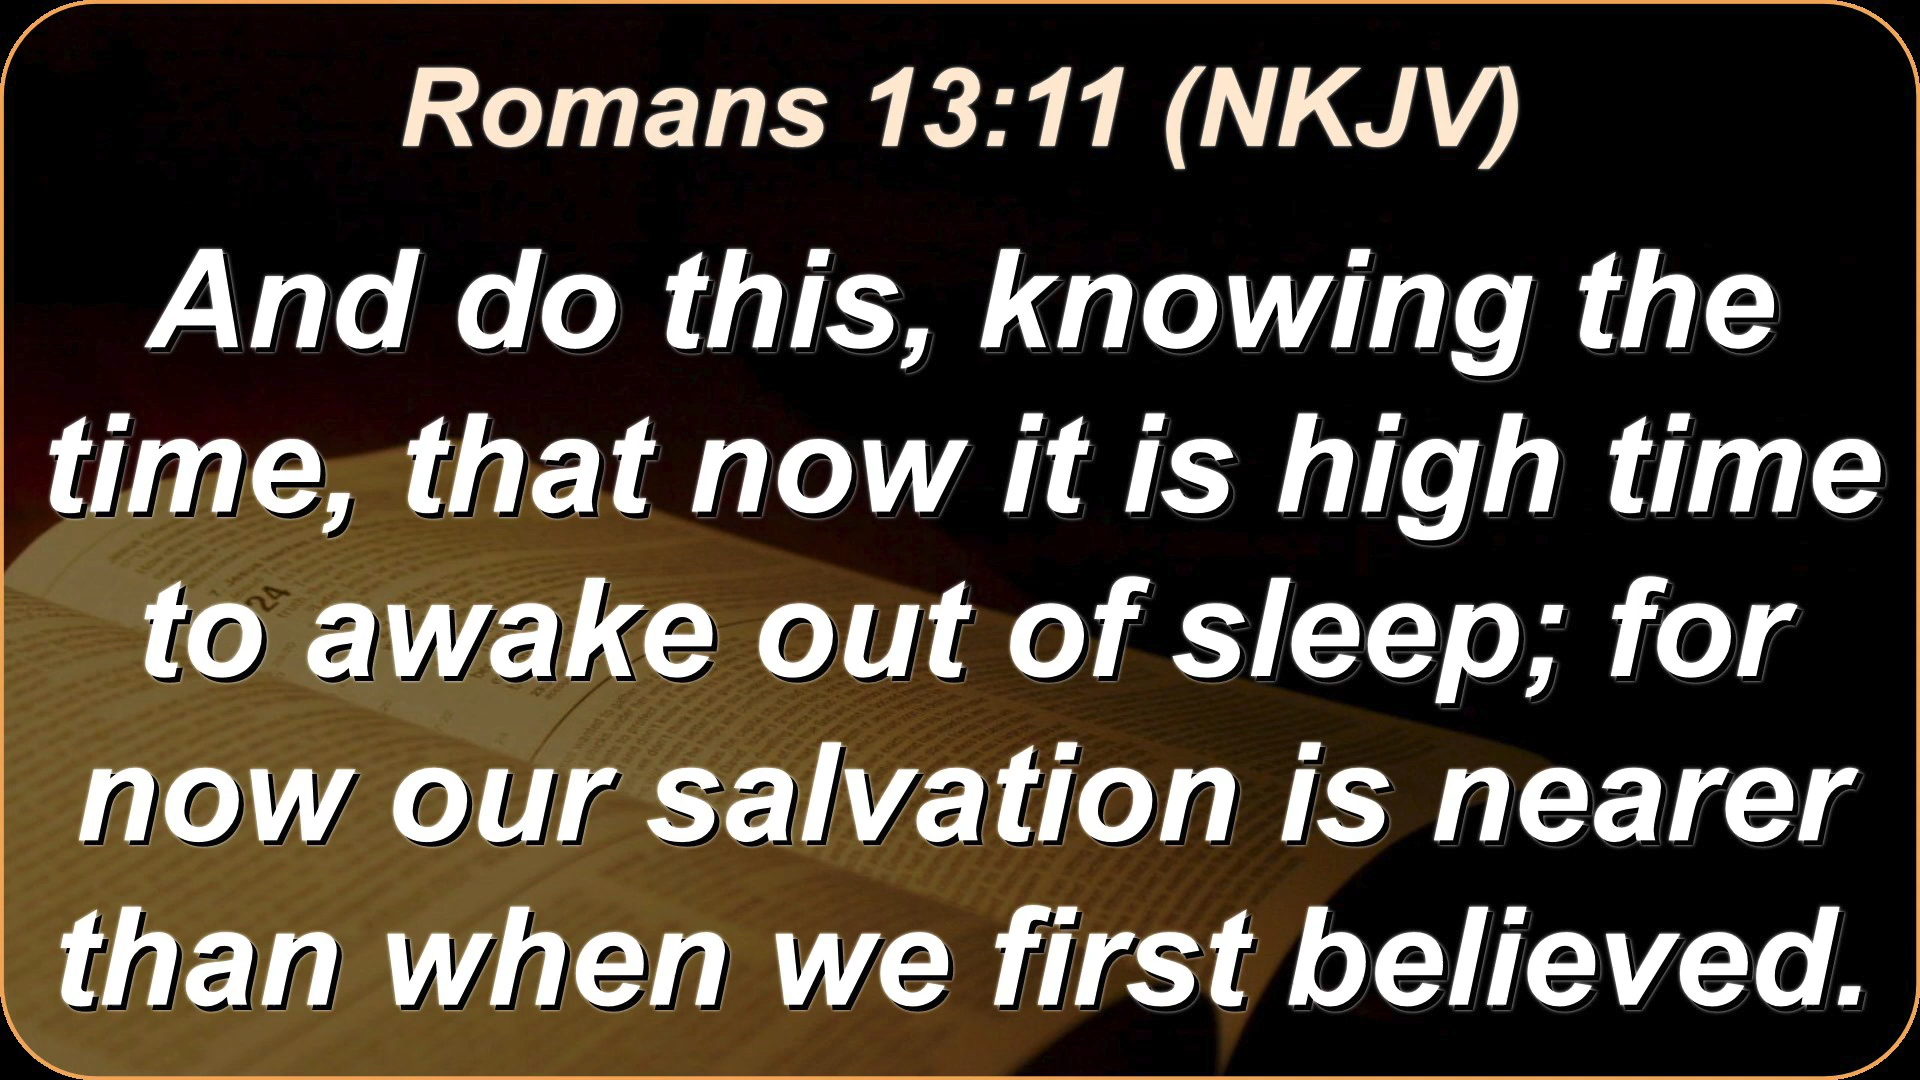 Romans 13:11 (NKJV)
And do this, knowing the
time, that now it is high time
to awake out of sleep; for
now our salvation is nearer
than when we first believed.
24